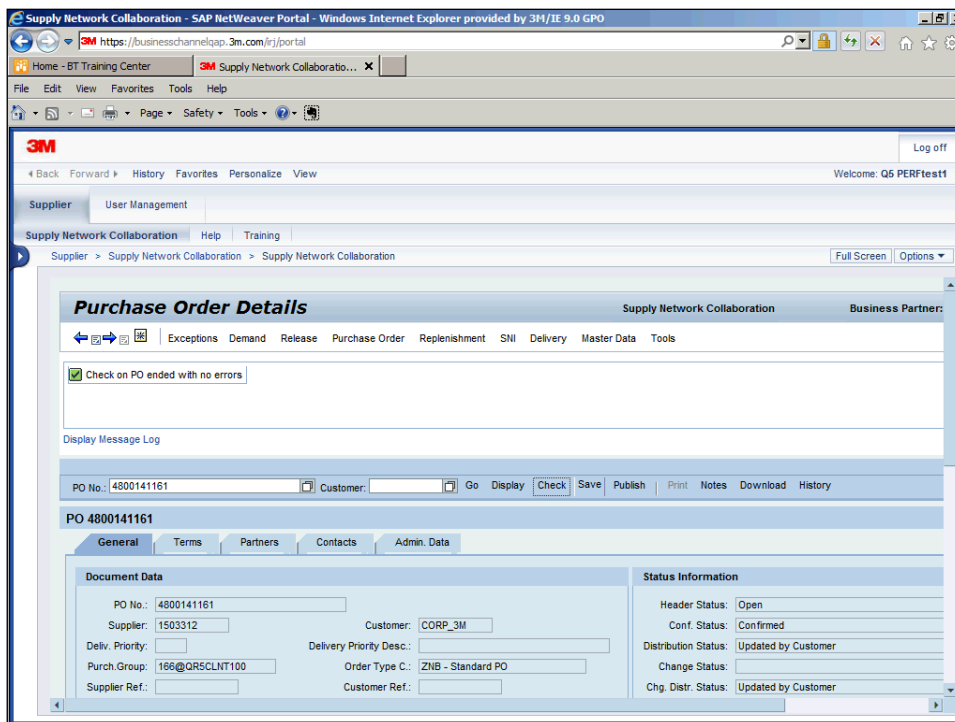 Supply Network Collaboration - SAP NetWeaver Portal - Windows Internet Explorer provided by 3M/IE 9.0 GPO
3M https://businesschannelqap.3m.com/irj/portal
Home - BT Training Center 3M Supply Network Collaboratio... X
File Edit View Favorites Tools Help
Page Safety Tools
3M Log off
Back Forward History Favorites Personalize View Welcome: Q5 PERFtest1
Supplier User Management
Supply Network Collaboration Help Training
Supplier > Supply Network Collaboration > Supply Network Collaboration Full Screen Options
Purchase Order Details Supply Network Collaboration Business Partner:
Exceptions Demand Release Purchase Order Replenishment SNI Delivery Master Data Tools
Check on PO ended with no errors
Display Message Log
PO No.: 4800141161 Customer: Go Display Check Save Publish Print Notes Download History
PO 4800141161
General Terms Partners Contacts Admin. Data
Document Data Status Information
PO No.: 4800141161 Header Status: Open
Supplier: 1503312 Customer: CORP_3M Conf. Status: Confirmed
Deliv. Priority: Delivery Priority Desc.: Distribution Status: Updated by Customer
Purch.Group: 166@QR5CLNT100 Order Type C.: ZNB - Standard PO Change Status:
Supplier Ref.: Customer Ref.: Chg. Distr. Status: Updated by Customer